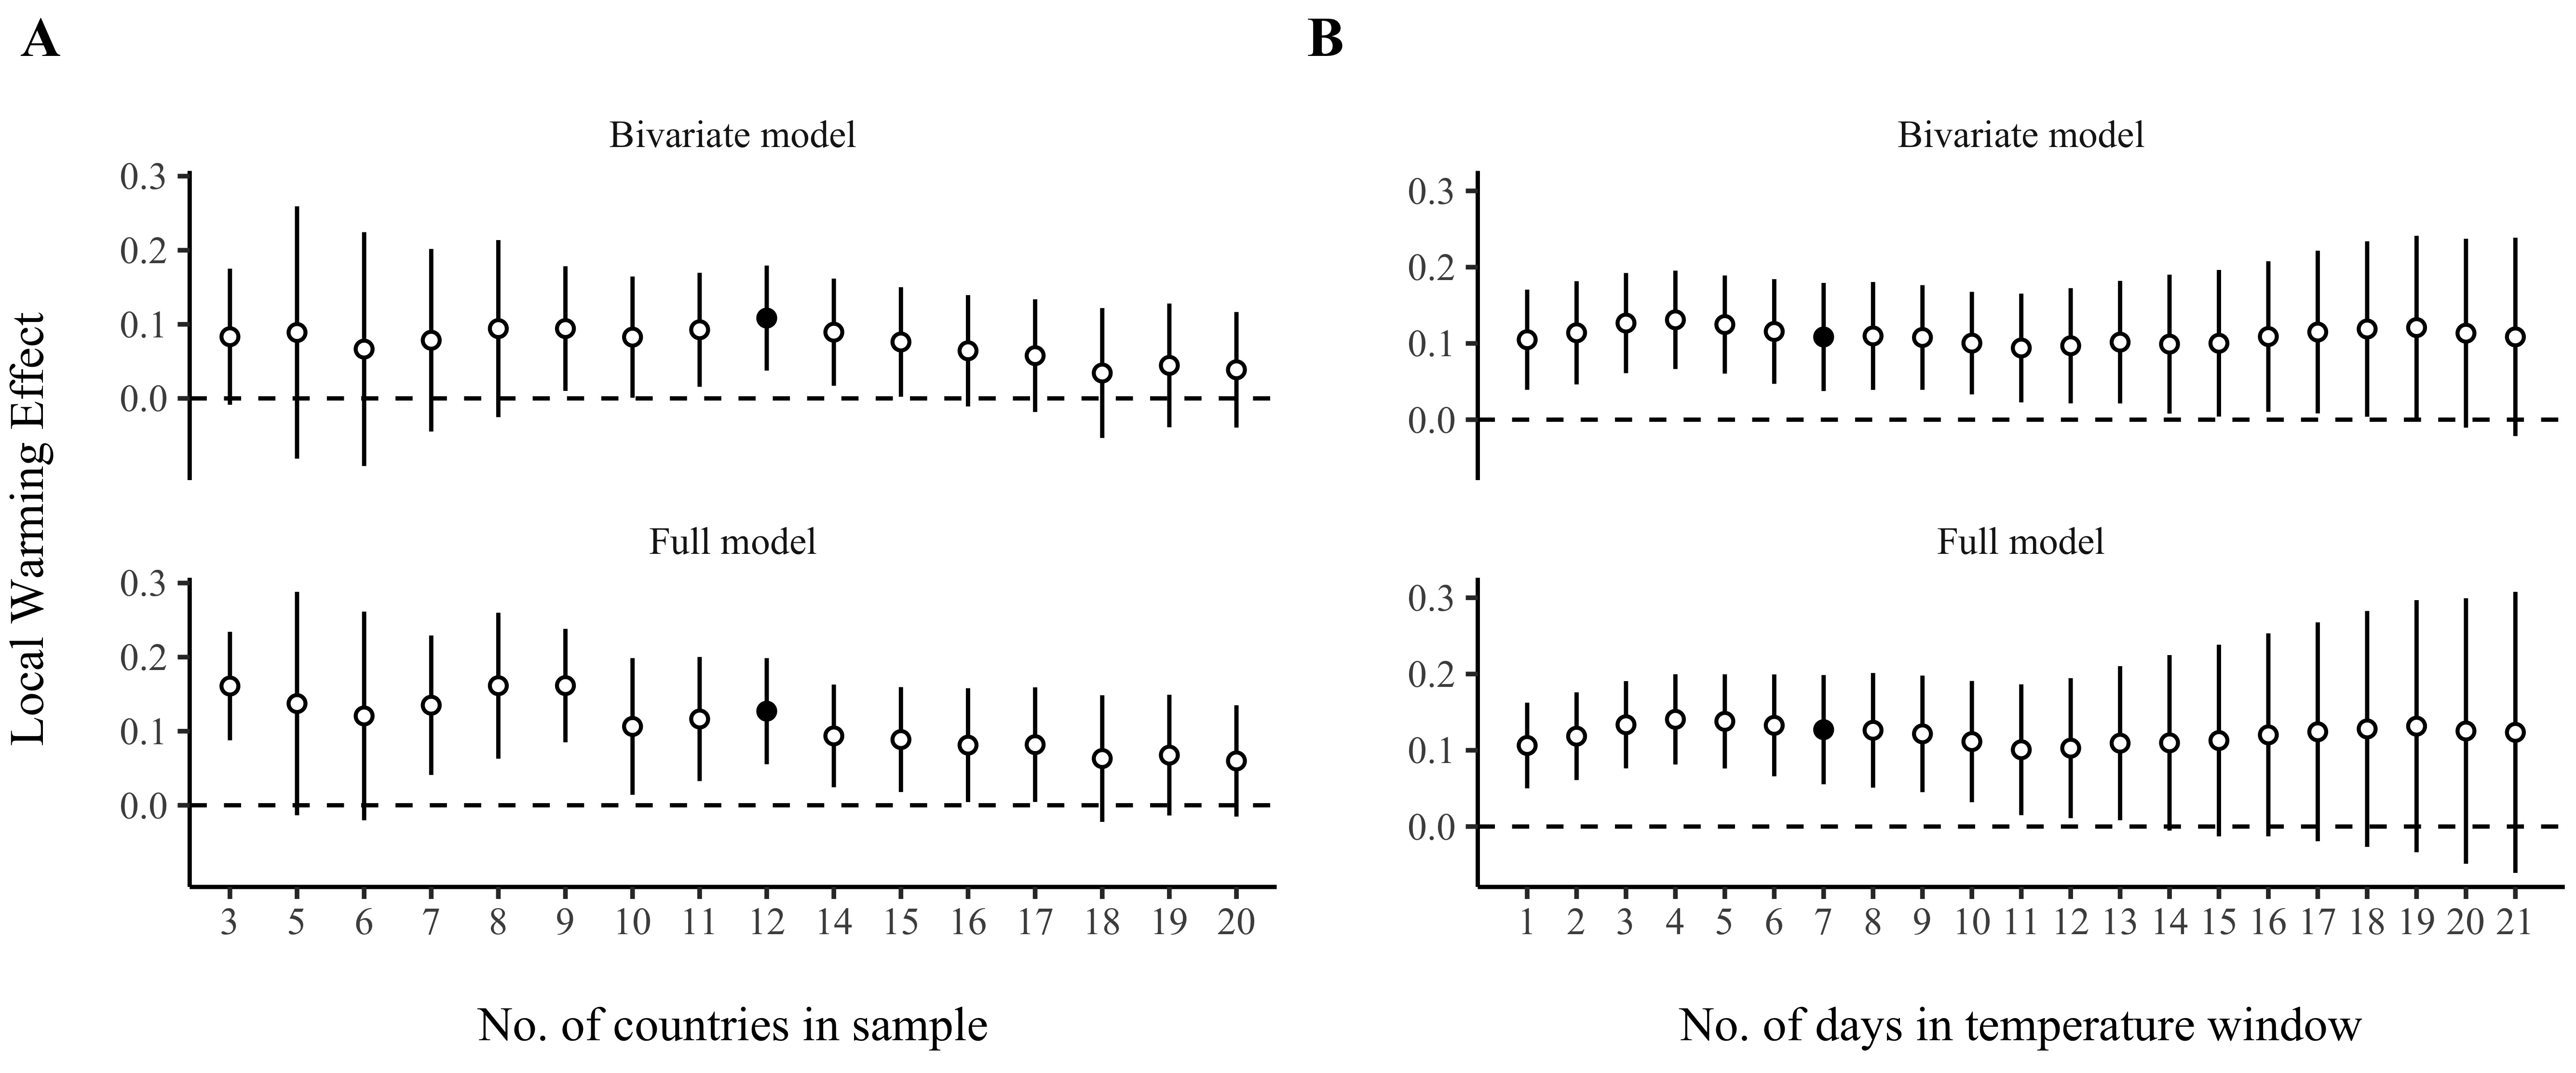 A
B
Local Warming Effect
Bivariate model
0.3
0.2
0.1
0.0
Full model
0.3
0.2
0.1
0.0
3 5 6 7 8 9 10 11 12 14 15 16 17 18 19 20
No. of countries in sample
Bivariate model
0.3
0.2
0.1
0.0
Full model
0.3
0.2
0.1
0.0
1 2 3 4 5 6 7 8 9 10 11 12 13 14 15 16 17 18 19 20 21
No. of days in temperature window